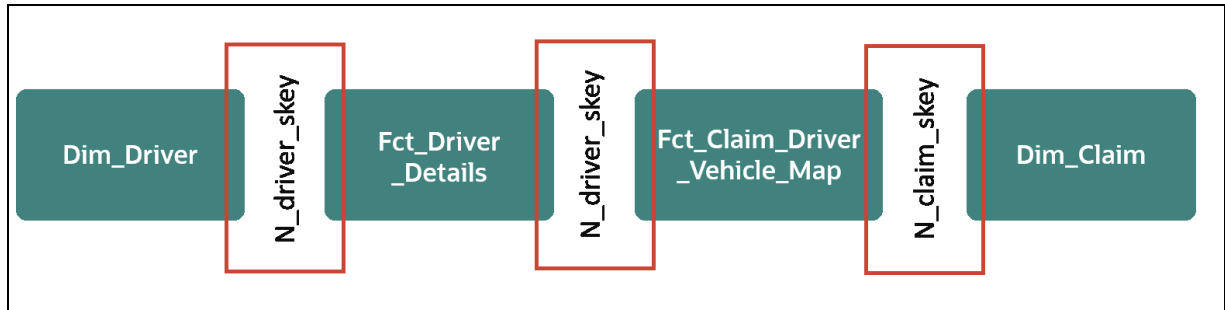 Dim_Driver
N_driver_skey
Fct_Driver
_Details
N_driver_skey
Fct_Claim_Driver
_Vehicle_Map
N_claim_skey
Dim_Claim